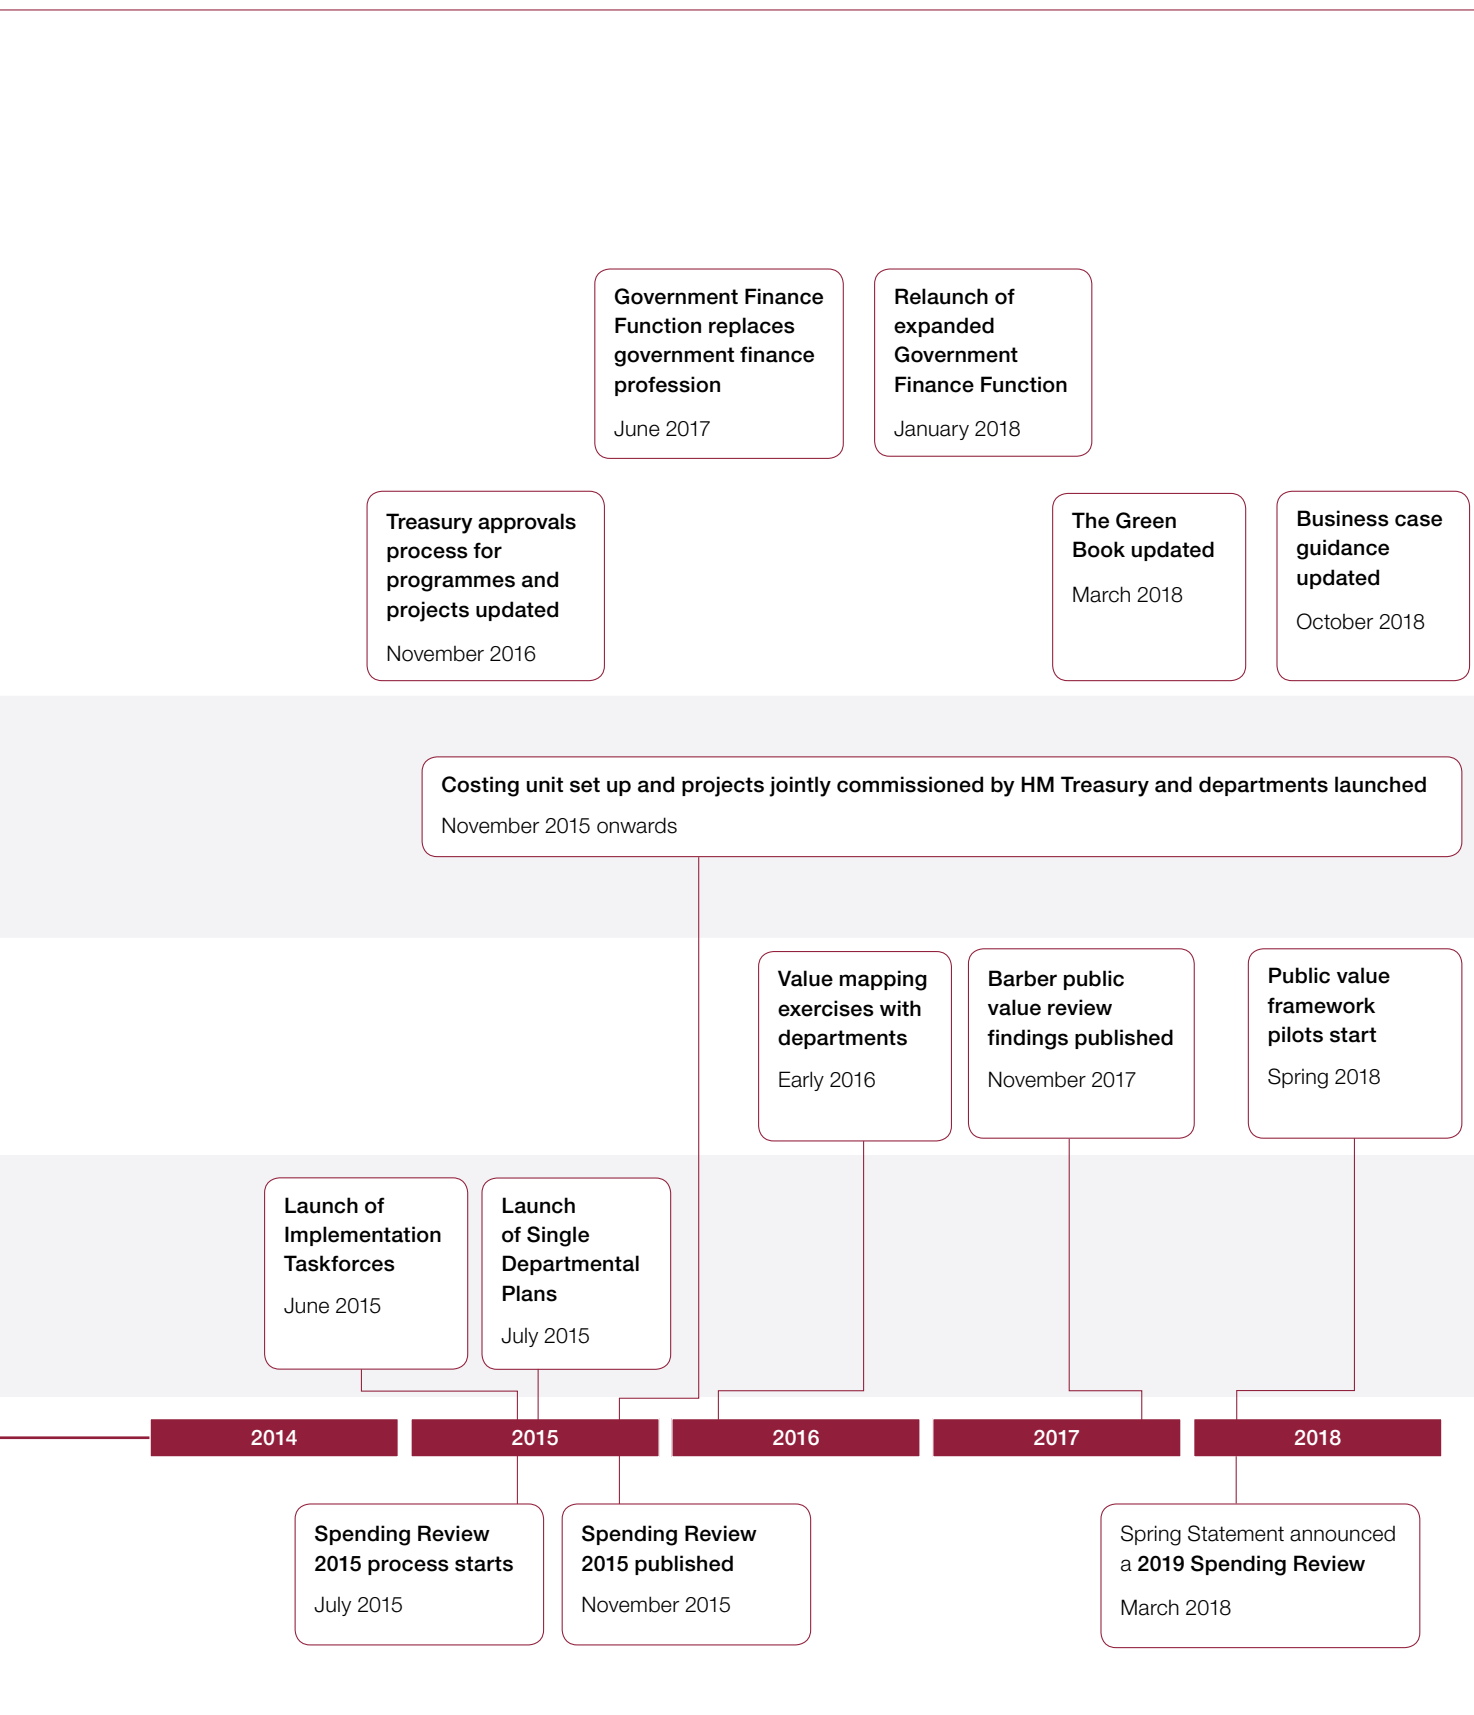 Government Finance
Function replaces
government finance
profession
June 2017
Relaunch of
expanded
Government
Finance Function
January 2018
Treasury approvals
process for
programmes and
projects updated
November 2016
The Green
Book updated
March 2018
Business case
guidance
updated
October 2018
Costing unit set up and projects jointly commissioned by HM Treasury and departments launched
November 2015 onwards
Value mapping
exercises with
departments
Early 2016
Barber public
value review
findings published
November 2017
Public value
framework
pilots start
Spring 2018
Launch of
Implementation
Taskforces
June 2015
Launch
of Single
Departmental
Plans
July 2015
2014
2015
2016
2017
2018
Spending Review
2015 process starts
July 2015
Spending Review
2015 published
November 2015
Spring Statement announced
a 2019 Spending Review
March 2018